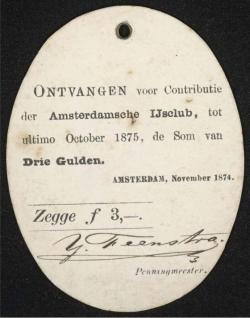 ONTVANGEN voor Contributie
der Amsterdamsche IJsclub, tot
ultimo October 1875, de Som van
Drie Gulden.
AMSTERDAM, November 1874.
Zegge f 3,—.
Y. Feenstra.
Penningmeester.